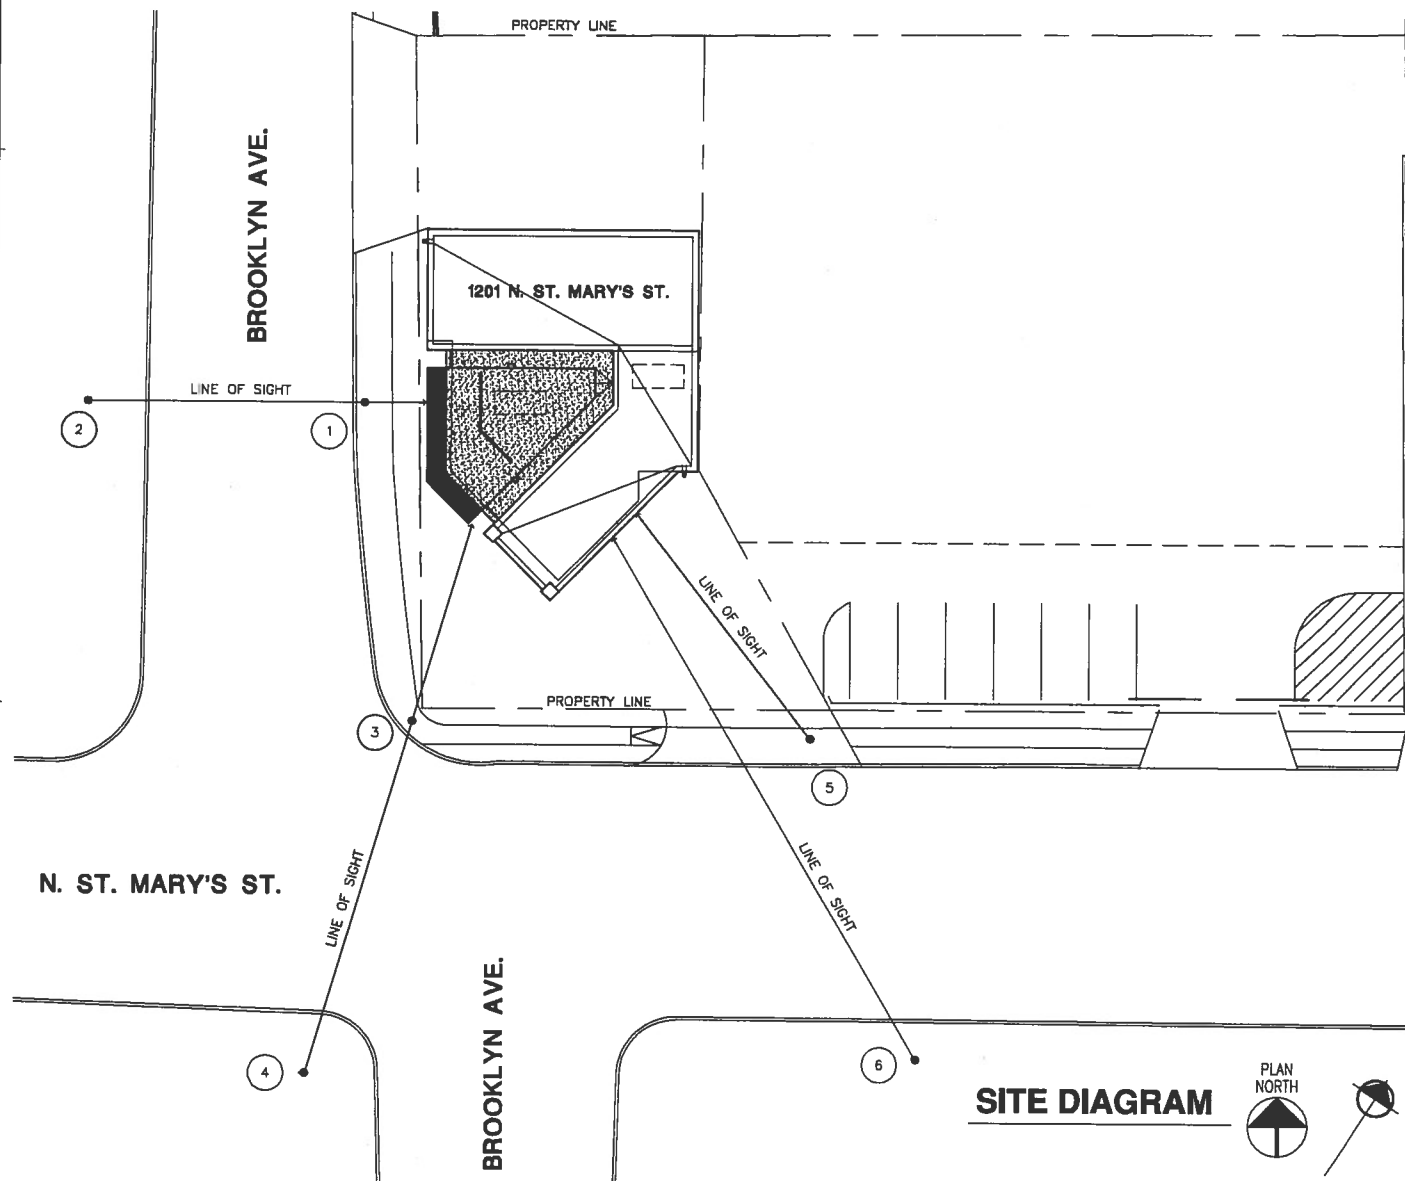 PROPERTY LINE
BROOKLYN AVE.
1201 N. ST. MARY'S ST.
LINE OF SIGHT
2
1
LINE OF SIGHT
PROPERTY LINE
3
5
LINE OF SIGHT
LINE OF SIGHT
N. ST. MARY'S ST.
BROOKLYN AVE.
4
6
SITE DIAGRAM
PLAN
NORTH